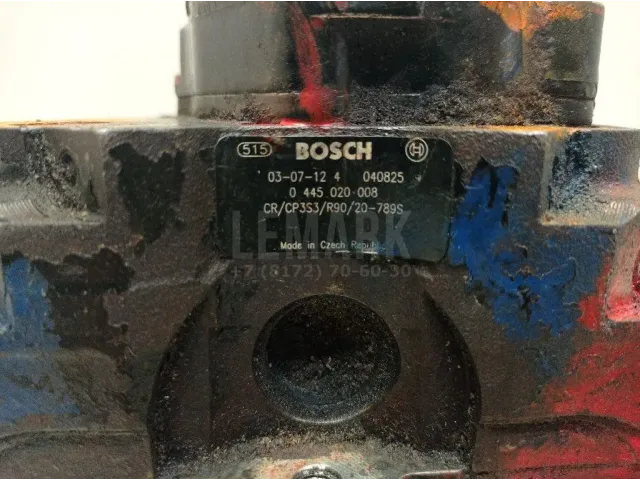 515 BOSCH
03-07-12 4 040825
0 445 020 008
CR/CP3S3/R90/20-789S
LEMARK
Made in Czech Republic
+7 (8172) 70-60-30